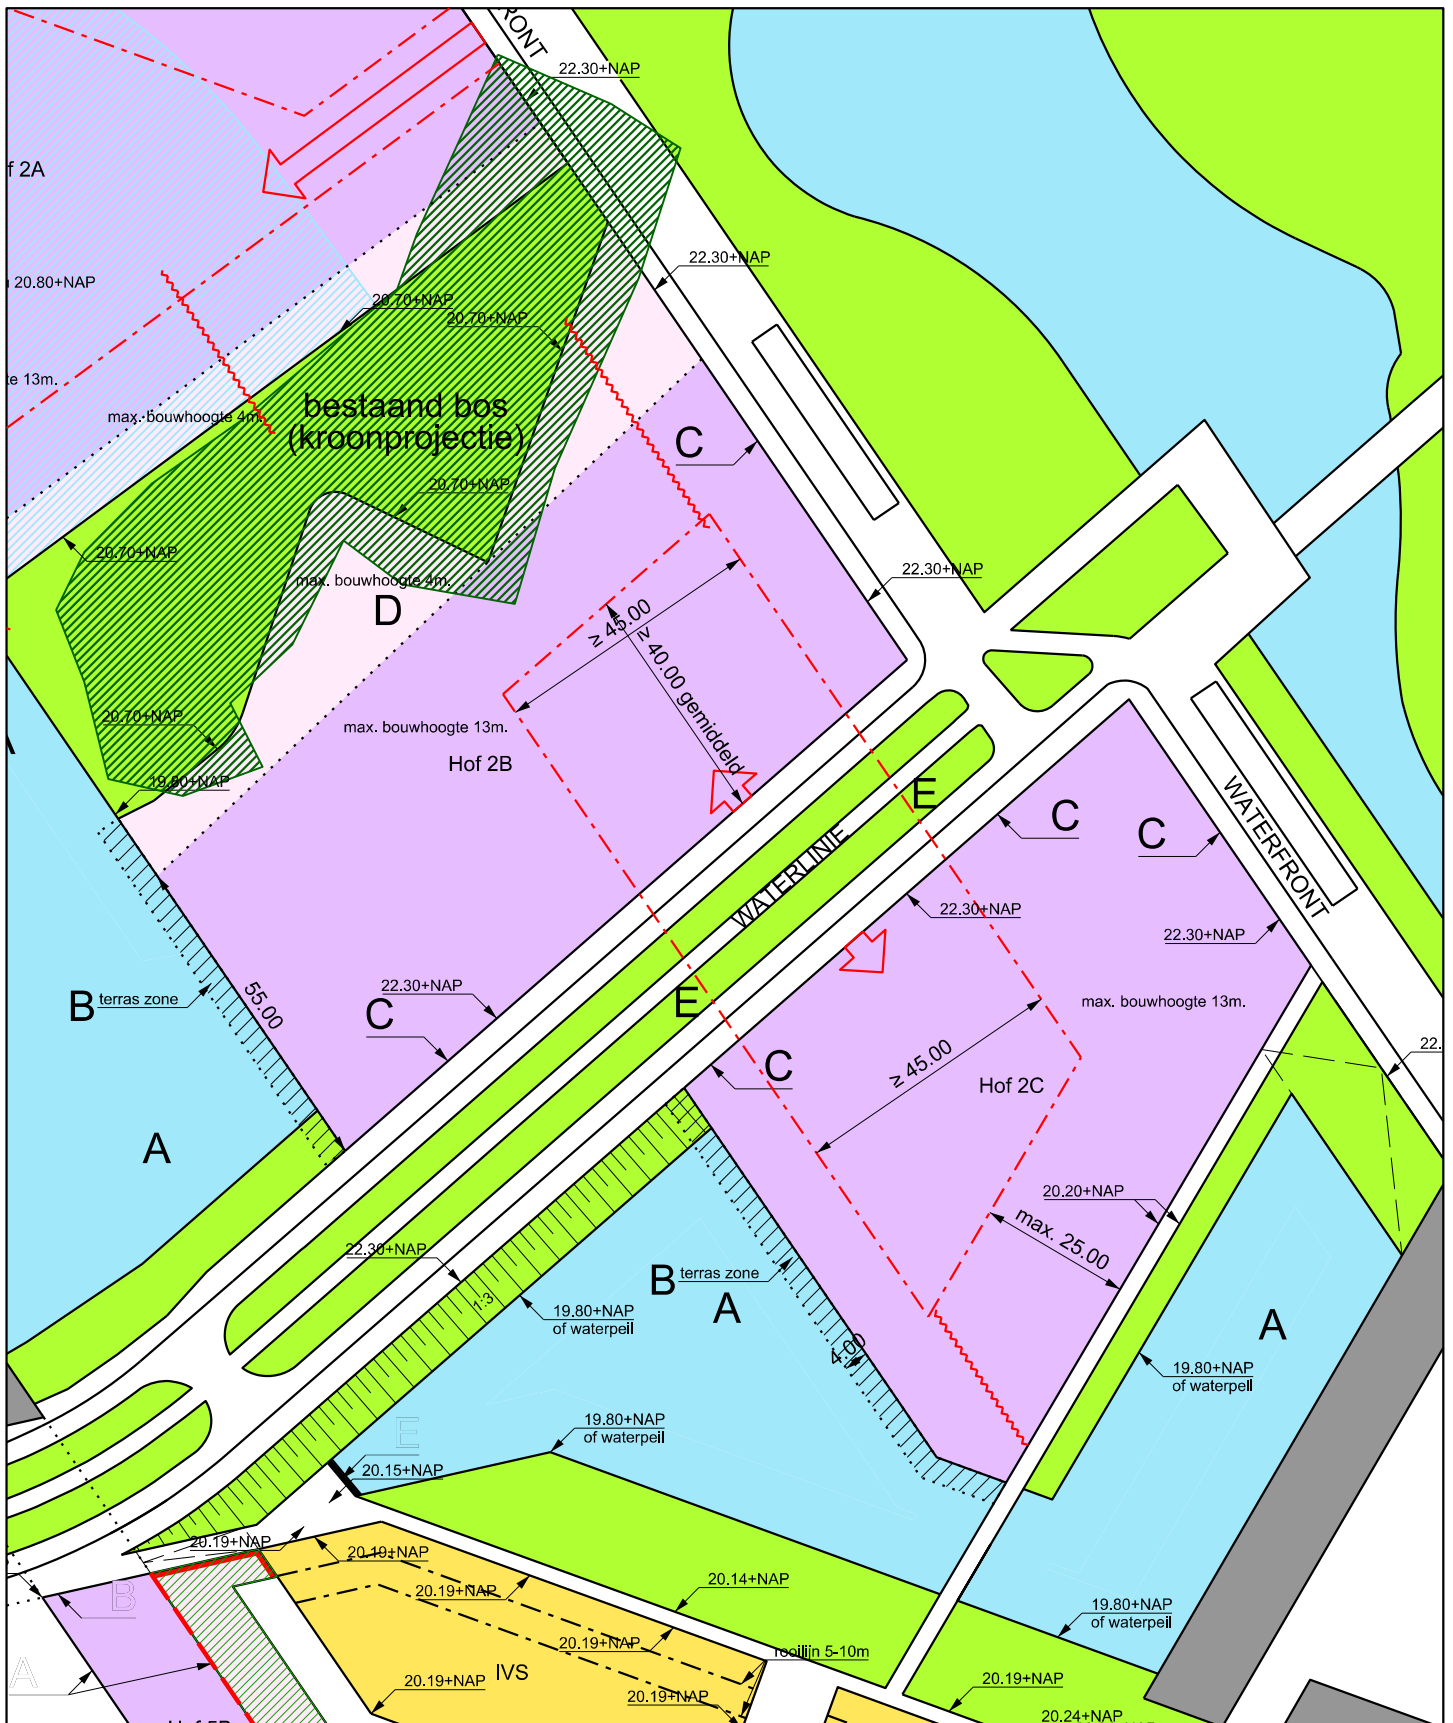 RONT
22.30+NAP
f 2A
22.30+NAP
20.80+NAP
20.70+NAP
20.70+NAP
te 13m.
bestaand bos
(kroonprojectie)
max. bouwhoogte 4m.
C
20.70+NAP
20.70+NAP
22.30+NAP
max. bouwhoogte 4m.
D
≥ 45.00
≥ 40.00 gemiddeld
20.70+NAP
max. bouwhoogte 13m.
Hof 2B
19.80+NAP
E
C
C
WATERFRONT
WATERLINIE
22.30+NAP
22.30+NAP
B
terras zone
55.00
22.30+NAP
C
E
max. bouwhoogte 13m.
22.
C
≥ 45.00
Hof 2C
A
20.20+NAP
max. 25.00
22.30+NAP
B
terras zone
1:3
19.80+NAP
of waterpeil
A
A
4.00
19.80+NAP
of waterpeil
19.80+NAP
of waterpeil
E
20.15+NAP
20.19+NAP
20.19+NAP
20.19+NAP
20.14+NAP
B
19.80+NAP
of waterpeil
20.19+NAP
rooilijn 5-10m
A
IVS
20.19+NAP
20.19+NAP
20.19+NAP
20.24+NAP